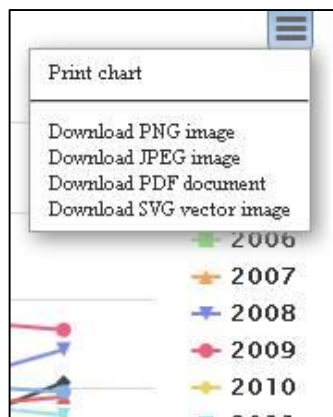 Print chart
Download PNG image
Download JPEG image
Download PDF document
Download SVG vector image
2006
2007
2008
2009
2010